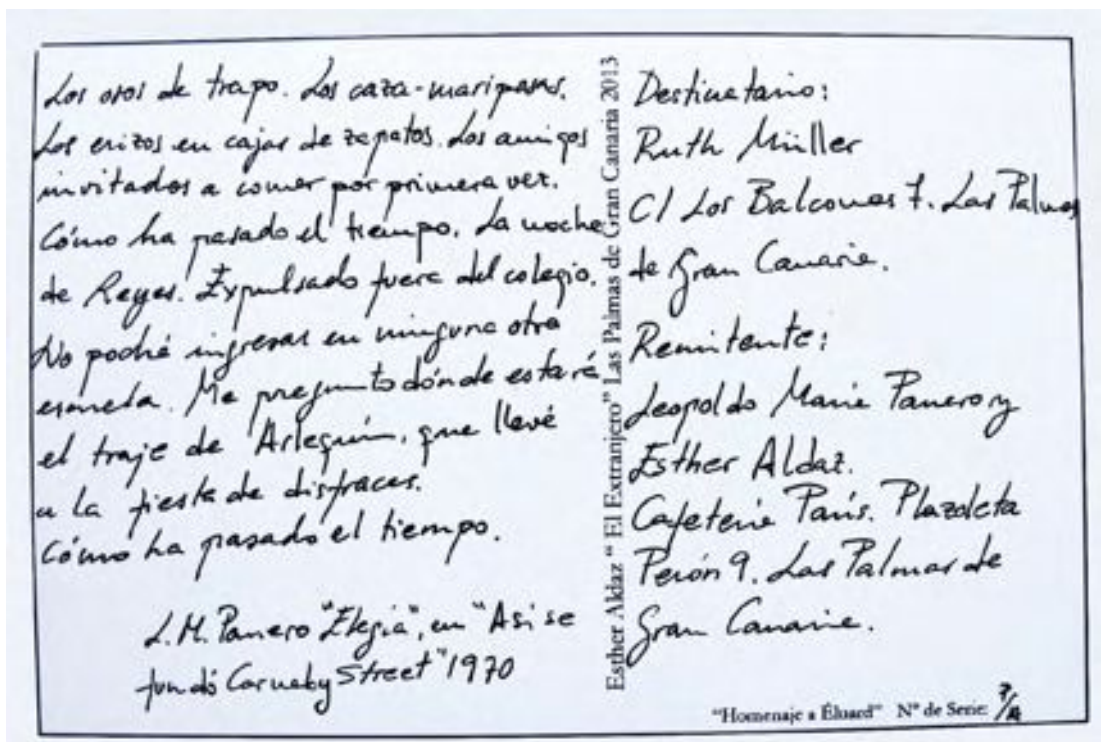 Los osos de trapo. Los caza-mariposas.
Los erizos en cajas de zapatos. Los amigos
invitados a comer por primera vez.
Cómo ha pasado el tiempo. La noche
de Reyes. Expulsado fuera del colegio.
No podré ingresar en ninguna otra
escuela. Me pregunto dónde estará
el traje de Arlequín, que llevé
a la fiesta de disfraces.
Cómo ha pasado el tiempo.
L.M. Panero "Elegía", en "Así se
fundó Carnaby Street" 1970
Esther Aldaz "El Extranjero" Las Palmas de Gran Canaria 2013
Destinatario:
Ruth Müller
C/ Los Balcones 7. Las Palmas
de Gran Canaria.
Remitente:
Leopoldo María Panero y
Esther Aldaz.
Cafetería París. Plazoleta
Perón 9. Las Palmas de
Gran Canaria.
"Homenaje a Éluard" Nº de Serie: 7/